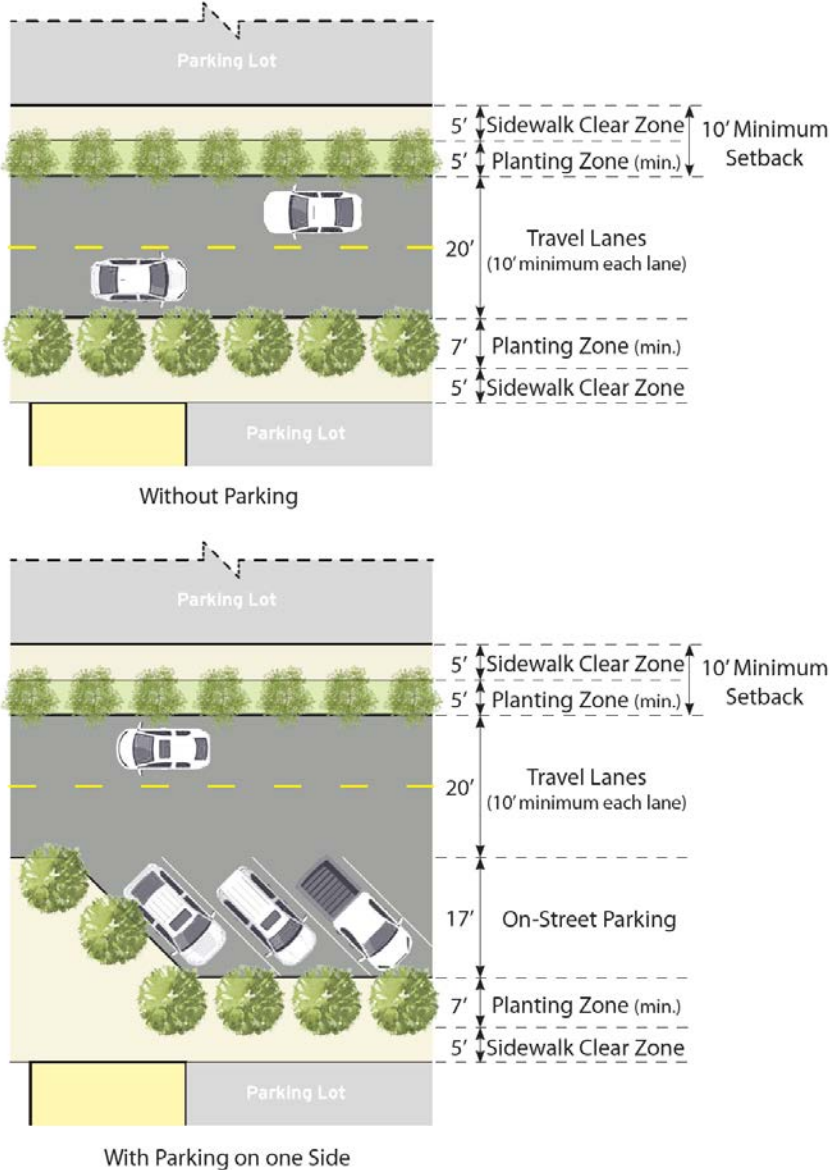 Parking Lot
5' Sidewalk Clear Zone
10' Minimum
Setback
5' Planting Zone (min.)
20'
Travel Lanes
(10' minimum each lane)
7' Planting Zone (min.)
5' Sidewalk Clear Zone
Parking Lot
Without Parking
Parking Lot
5' Sidewalk Clear Zone
10' Minimum
Setback
5' Planting Zone (min.)
20'
Travel Lanes
(10' minimum each lane)
17' On-Street Parking
7' Planting Zone (min.)
5' Sidewalk Clear Zone
Parking Lot
With Parking on one Side